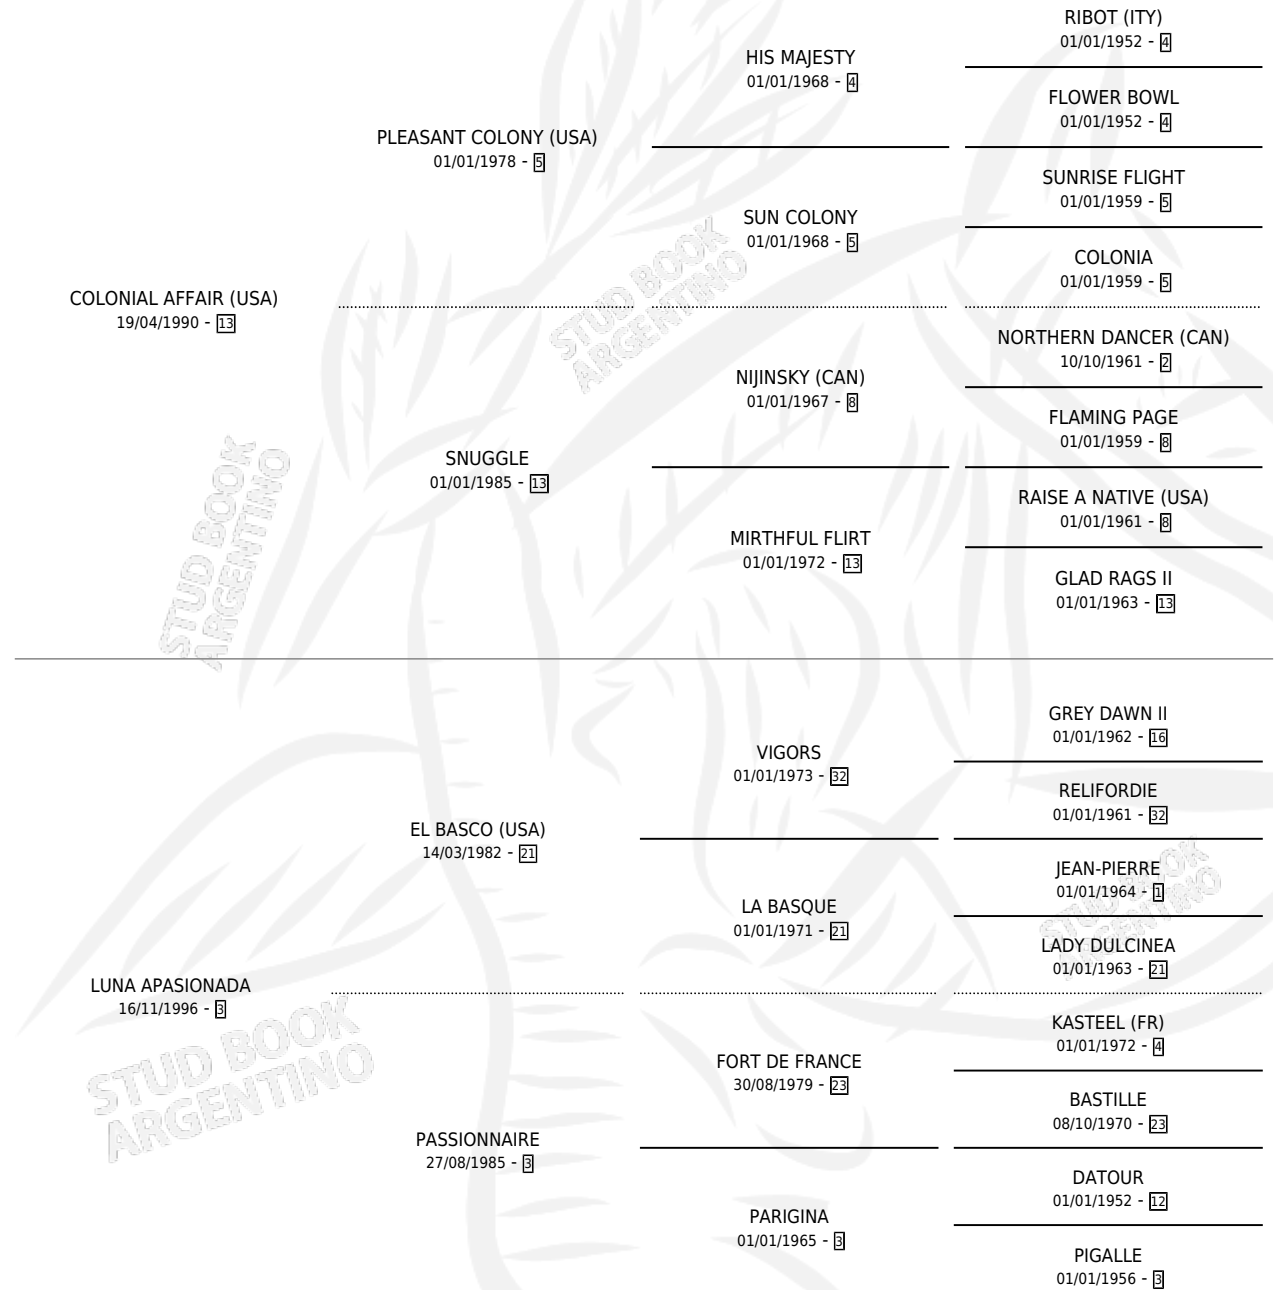 RIBOT (ITY)
01/01/1952 - 4
HIS MAJESTY
01/01/1968 - 4
FLOWER BOWL
01/01/1952 - 4
PLEASANT COLONY (USA)
01/01/1978 - 5
SUNRISE FLIGHT
01/01/1959 - 5
SUN COLONY
01/01/1968 - 5
COLONIA
01/01/1959 - 5
COLONIAL AFFAIR (USA)
19/04/1990 - 13
NORTHERN DANCER (CAN)
10/10/1961 - 2
NIJINSKY (CAN)
01/01/1967 - 8
FLAMING PAGE
01/01/1959 - 8
SNUGGLE
01/01/1985 - 13
RAISE A NATIVE (USA)
01/01/1961 - 8
MIRTHFUL FLIRT
01/01/1972 - 13
GLAD RAGS II
01/01/1963 - 13
GREY DAWN II
01/01/1962 - 16
VIGORS
01/01/1973 - 32
RELIFORDIE
01/01/1961 - 32
EL BASCO (USA)
14/03/1982 - 21
JEAN-PIERRE
01/01/1964 - 1
LA BASQUE
01/01/1971 - 21
LADY DULCINEA
01/01/1963 - 21
LUNA APASIONADA
16/11/1996 - 3
KASTEEL (FR)
01/01/1972 - 4
FORT DE FRANCE
30/08/1979 - 23
BASTILLE
08/10/1970 - 23
PASSIONNAIRE
27/08/1985 - 3
DATOUR
01/01/1952 - 12
PARIGINA
01/01/1965 - 3
PIGALLE
01/01/1956 - 3
STUD BOOK
ARGENTINO
STUD BOOK
ARGENTINO
STUD BOOK
ARGENTINO
STUD BOOK
ARGENTINO